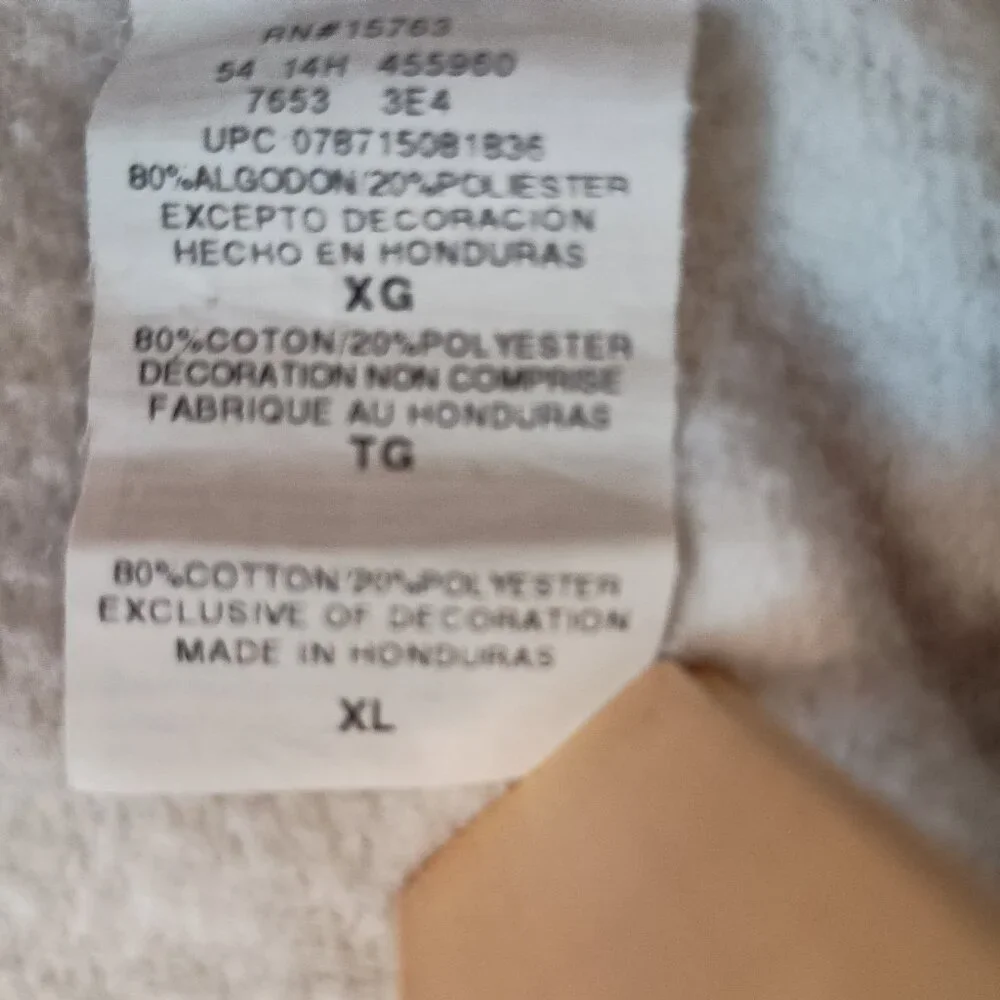 RN#15763
54 14H 455960
7653 3E4
UPC 078715081836
80%ALGODON/20%POLIESTER
EXCEPTO DECORACION
HECHO EN HONDURAS
XG
80%COTON/20%POLYESTER
DÉCORATION NON COMPRISE
FABRIQUE AU HONDURAS
TG
80%COTTON/20%POLYESTER
EXCLUSIVE OF DECORATION
MADE IN HONDURAS
XL